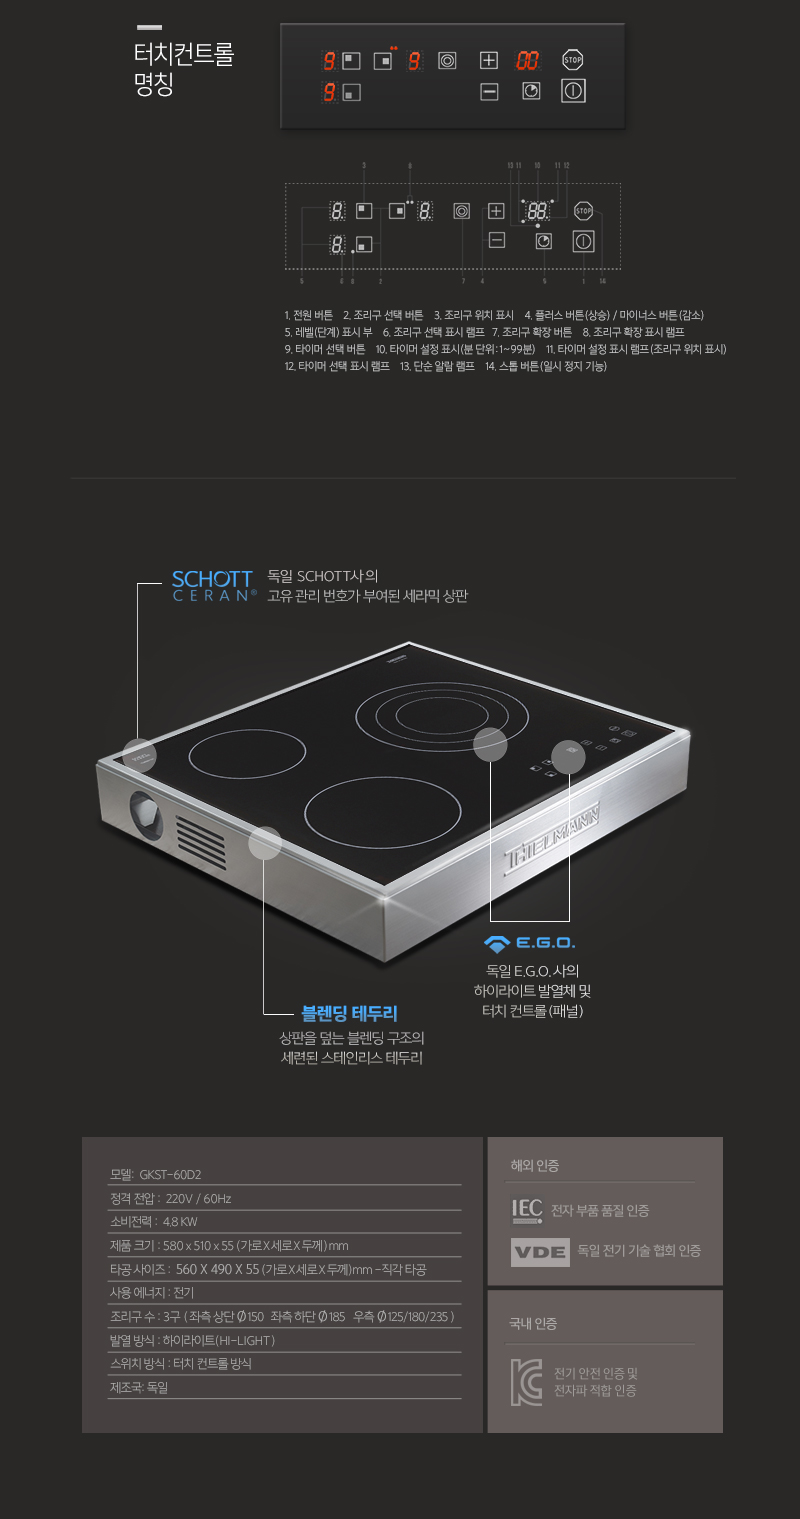 터치컨트롤
명칭
9 9 00 STOP
9
3 8 13 11 10 11 12
8. 8. 88. STOP
8.
5 6 8 2 7 4 9 1 14
1. 전원 버튼 2. 조리구 선택 버튼 3. 조리구 위치 표시 4. 플러스 버튼(상승) / 마이너스 버튼(감소)
5. 레벨(단계) 표시 부 6. 조리구 선택 표시 램프 7. 조리구 확장 버튼 8. 조리구 확장 표시 램프
9. 타이머 선택 버튼 10. 타이머 설정 표시(분 단위:1~99분) 11. 타이머 설정 표시 램프(조리구 위치 표시)
12. 타이머 선택 표시 램프 13. 단순 알람 램프 14. 스톱 버튼(일시 정지 기능)
SCHOTT
CERAN®
독일 SCHOTT사의
고유 관리 번호가 부여된 세라믹 상판
THIELMANN
E.G.O.
독일 E.G.O.사의
하이라이트 발열체 및
터치 컨트롤(패널)
블렌딩 테두리
상판을 덮는 블렌딩 구조의
세련된 스테인리스 테두리
모델: GKST-60D2
정격 전압 : 220V / 60Hz
소비전력 : 4.8 KW
제품 크기 : 580 x 510 x 55 (가로X세로X두께)mm
타공 사이즈 : 560 X 490 X 55 (가로X세로X두께)mm -직각 타공
사용 에너지 : 전기
조리구 수 : 3구 ( 좌측 상단 Ø150 좌측 하단 Ø185 우측 Ø125/180/235 )
발열 방식 : 하이라이트(HI-LIGHT)
스위치 방식 : 터치 컨트롤 방식
제조국: 독일
해외 인증
IEC 전자 부품 품질 인증
VDE 독일 전기 기술 협회 인증
국내 인증
전기 안전 인증 및
전자파 적합 인증